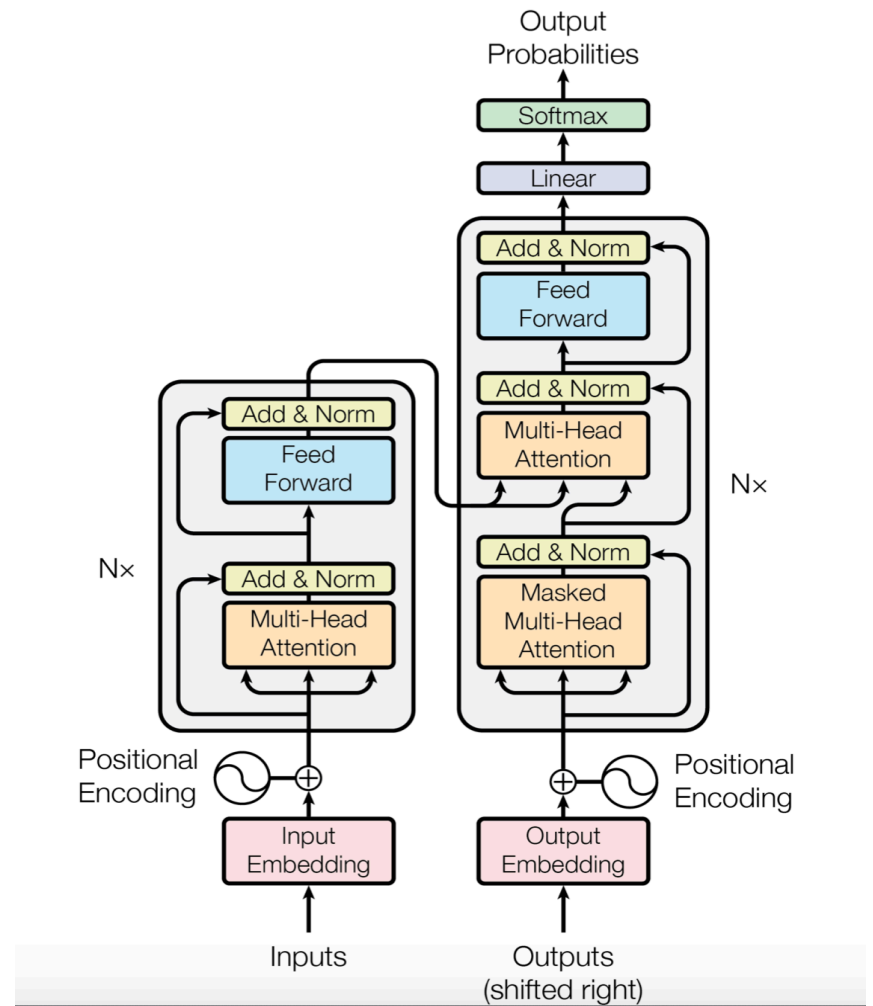 Output
Probabilities
Softmax
Linear
Add & Norm
Feed
Forward
Add & Norm
Multi-Head
Attention
Nx
Add & Norm
Masked
Multi-Head
Attention
Add & Norm
Feed
Forward
Nx
Add & Norm
Multi-Head
Attention
Positional
Encoding
Positional
Encoding
Input
Embedding
Output
Embedding
Inputs
Outputs
(shifted right)